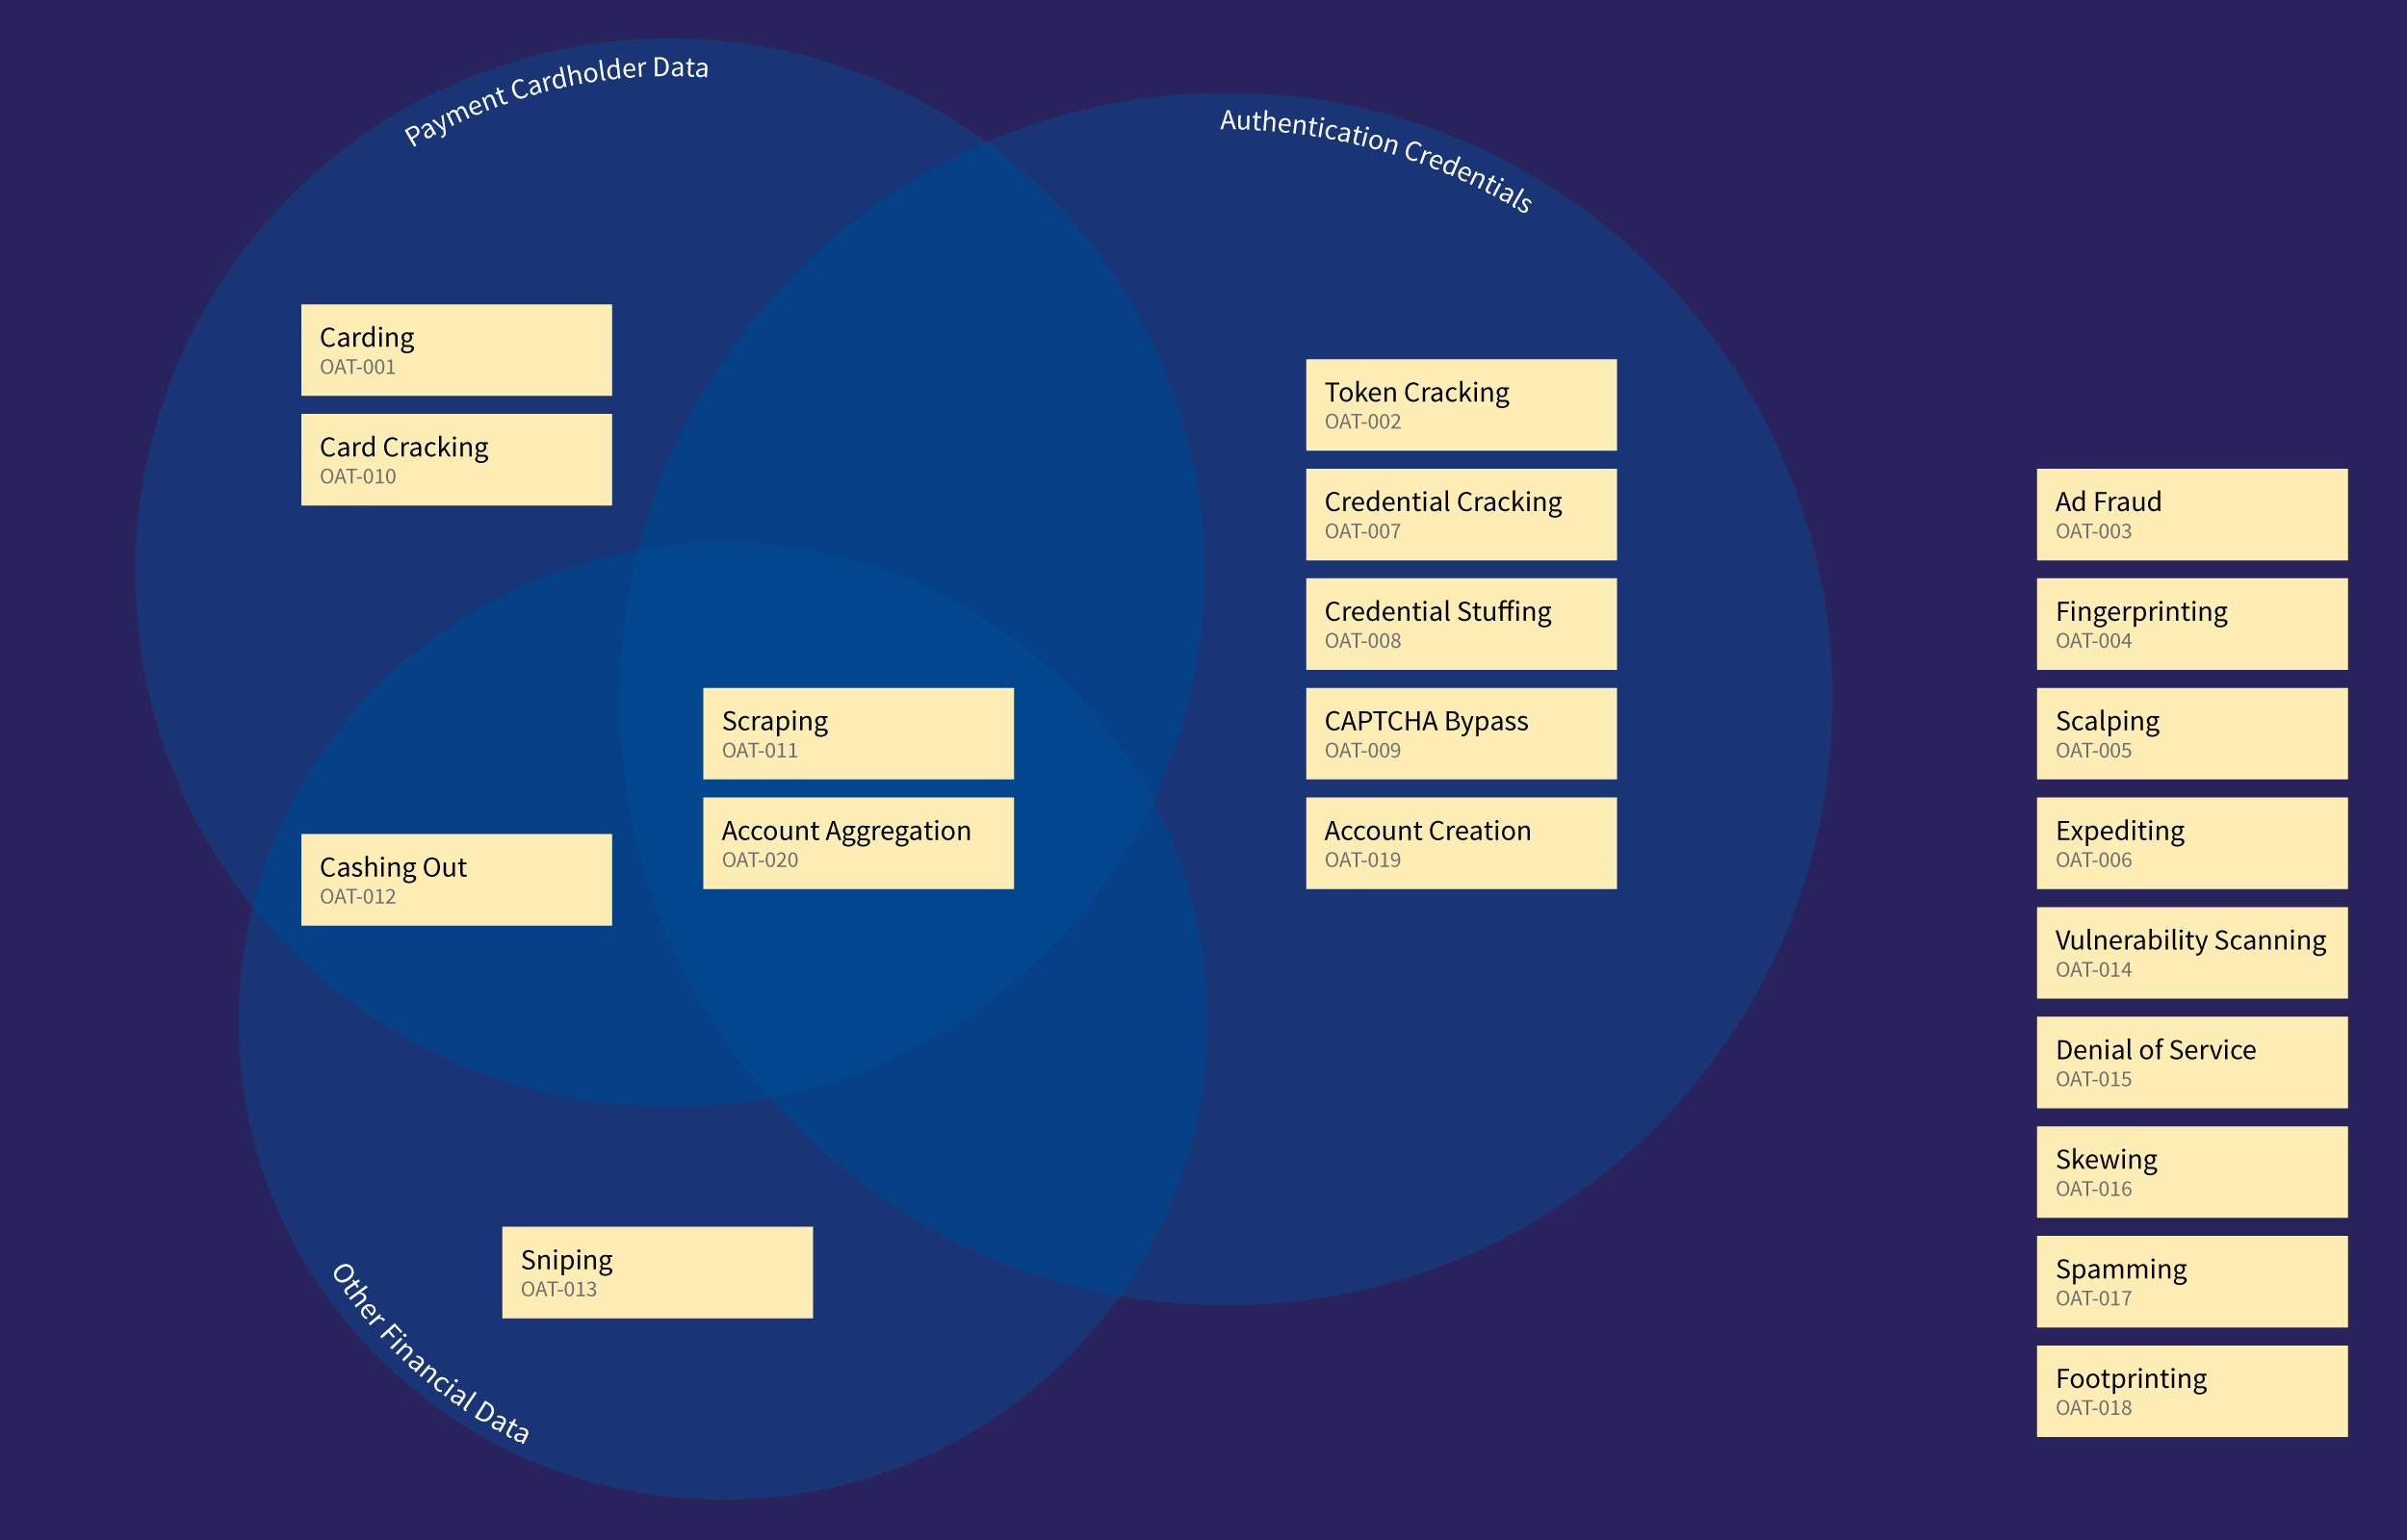 Payment Cardholder Data
Authentication Credentials
Carding
OAT-001
Card Cracking
OAT-010
Token Cracking
OAT-002
Credential Cracking
OAT-007
Credential Stuffing
OAT-008
CAPTCHA Bypass
OAT-009
Account Creation
OAT-019
Scraping
OAT-011
Account Aggregation
OAT-020
Cashing Out
OAT-012
Sniping
OAT-013
Other Financial Data
Ad Fraud
OAT-003
Fingerprinting
OAT-004
Scalping
OAT-005
Expediting
OAT-006
Vulnerability Scanning
OAT-014
Denial of Service
OAT-015
Skewing
OAT-016
Spamming
OAT-017
Footprinting
OAT-018